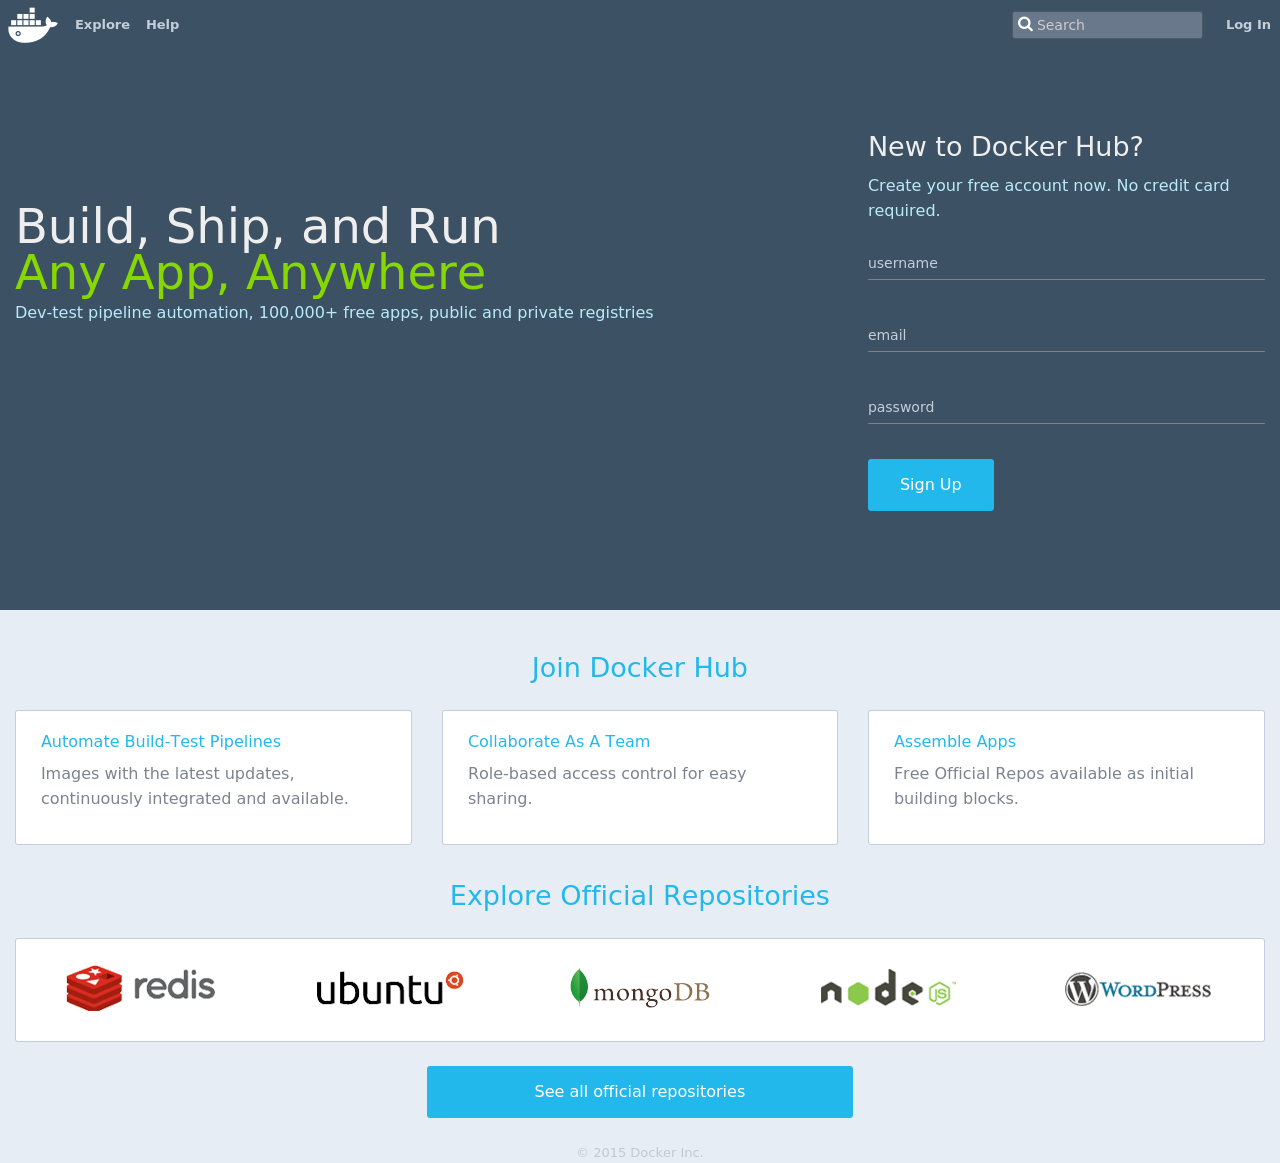 Explore Help Search Log In
New to Docker Hub?
Create your free account now. No credit card
required.
Build, Ship, and Run
Any App, Anywhere
Dev-test pipeline automation, 100,000+ free apps, public and private registries
username
email
password
Sign Up
Join Docker Hub
Automate Build-Test Pipelines
Images with the latest updates,
continuously integrated and available.
Collaborate As A Team
Role-based access control for easy
sharing.
Assemble Apps
Free Official Repos available as initial
building blocks.
Explore Official Repositories
redis ubuntu mongoDB node JS™ WORDPRESS
See all official repositories
© 2015 Docker Inc.